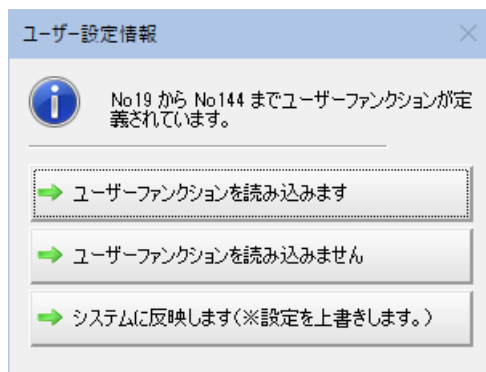 ユーザー設定情報
No19 から No144 までユーザーファンクションが定
義されています。
ユーザーファンクションを読み込みます
ユーザーファンクションを読み込みません
システムに反映します(※設定を上書きします。)